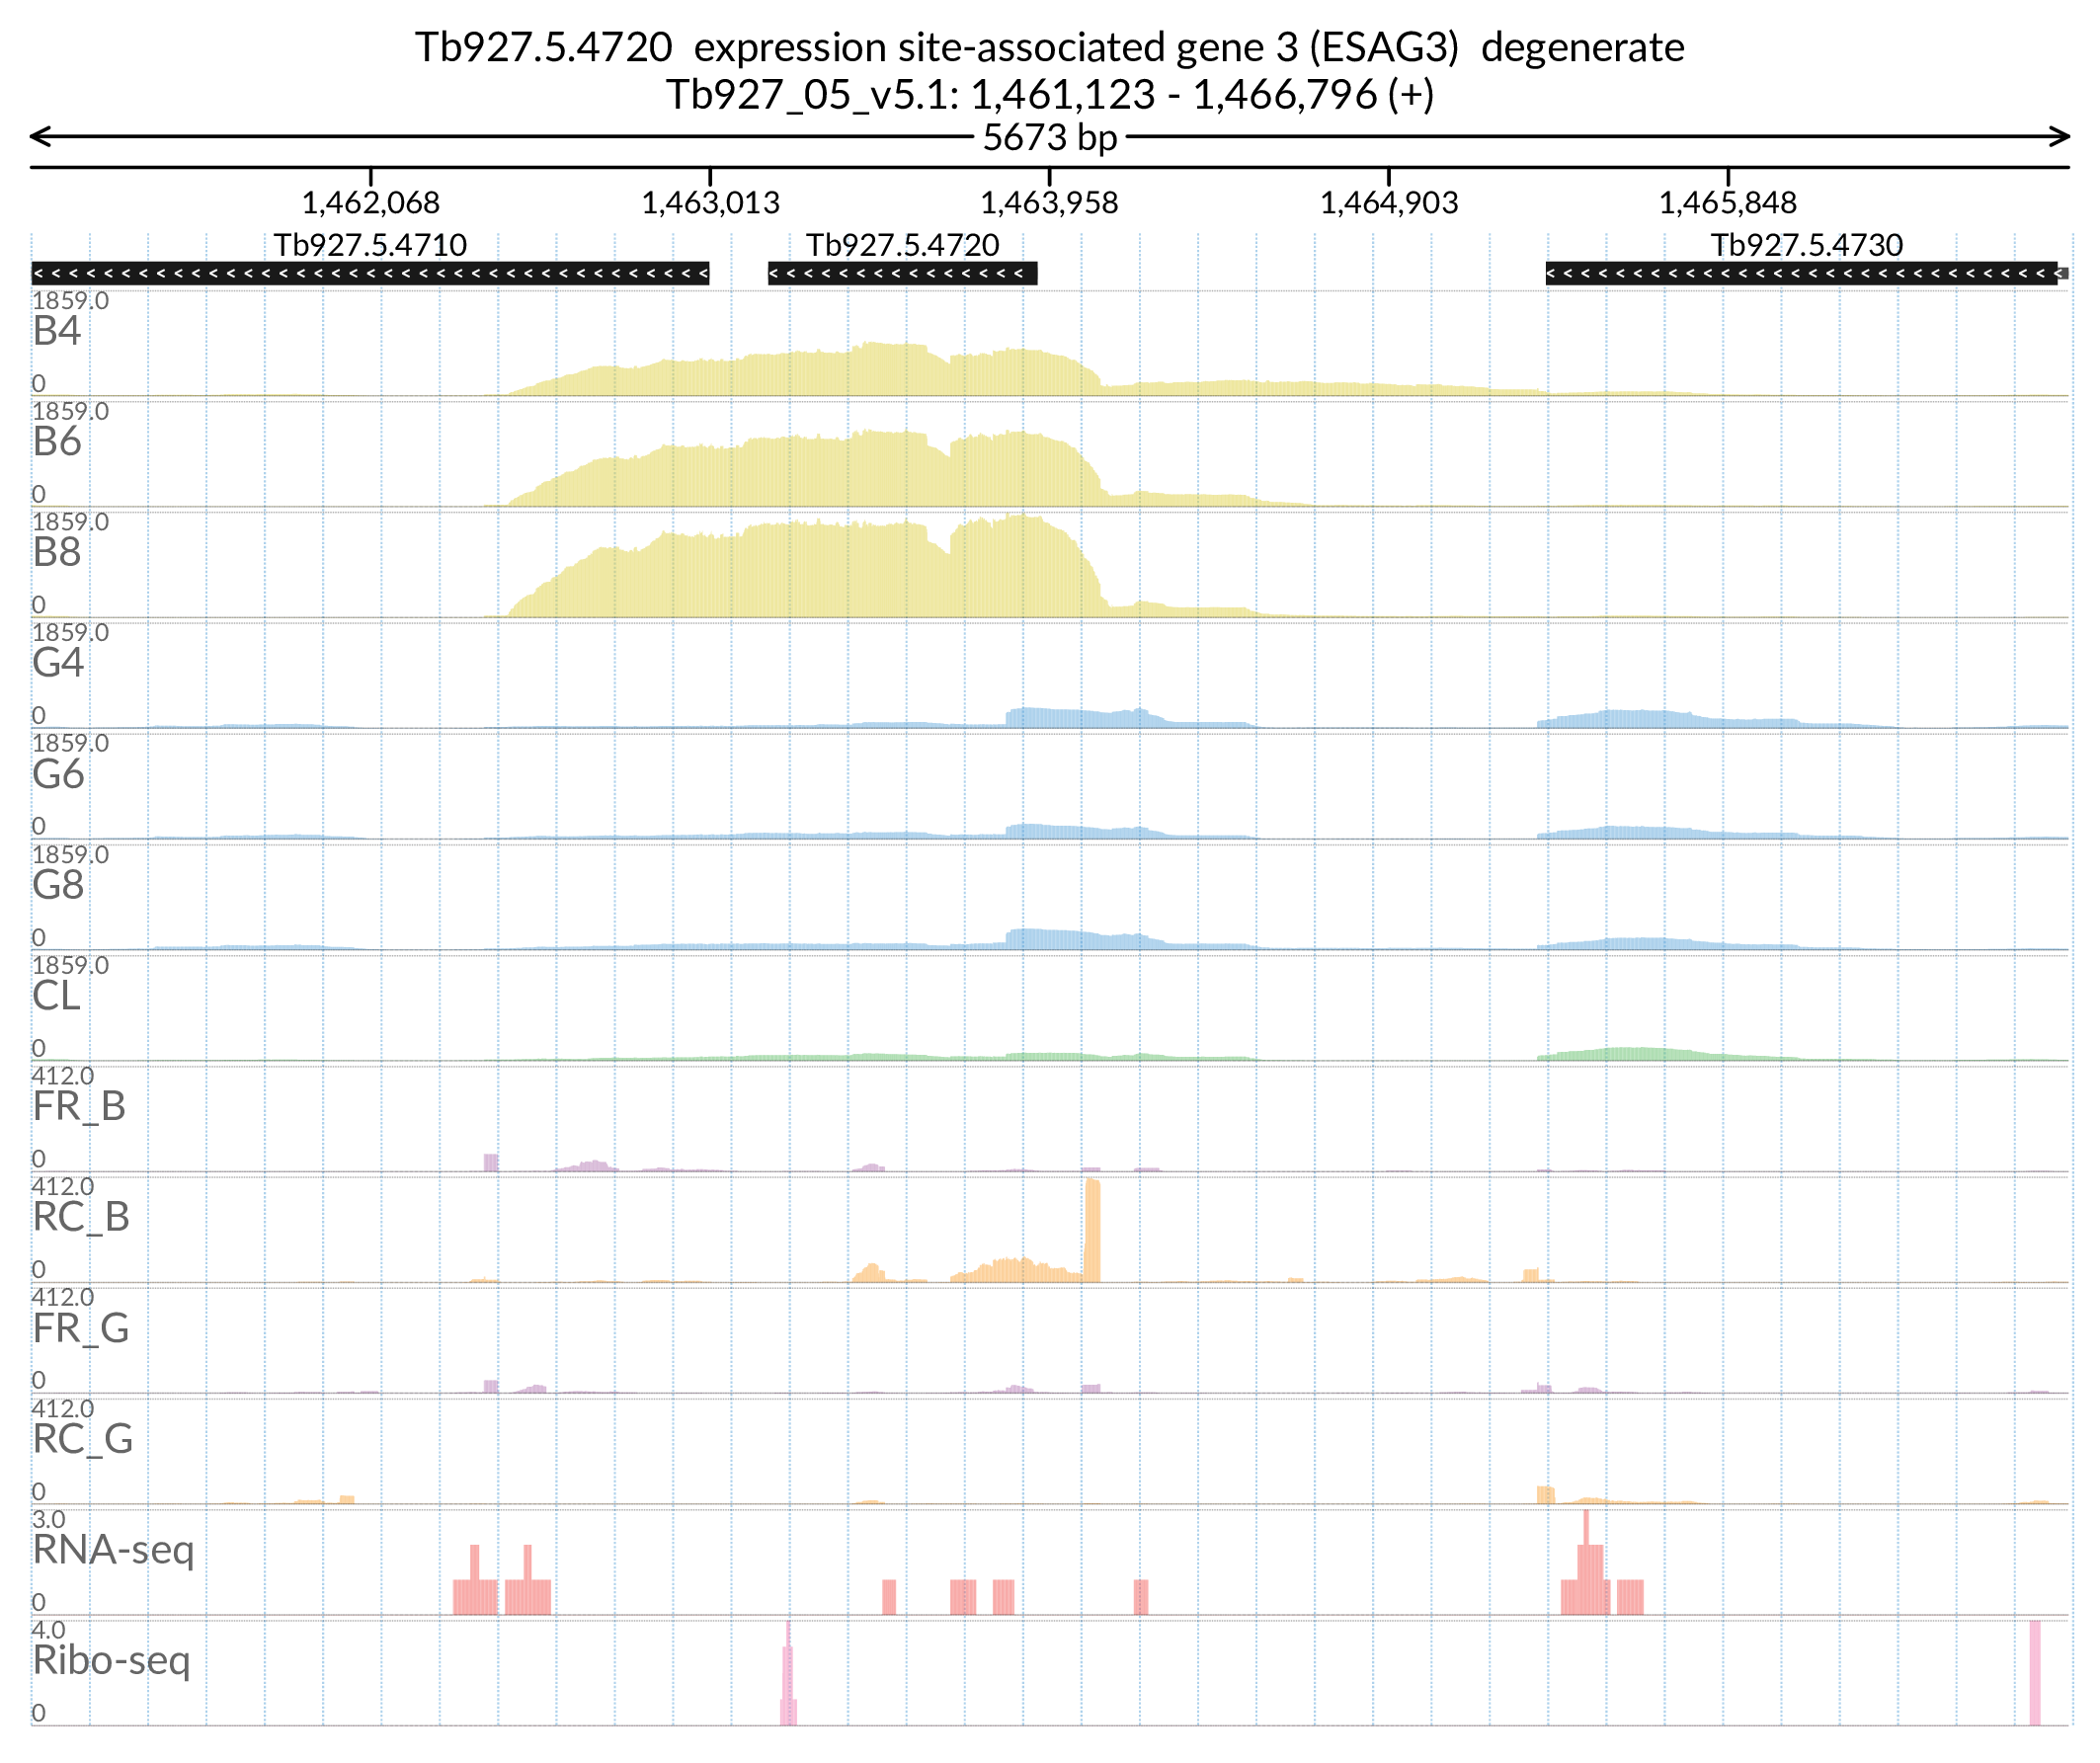 Tb927.5.4720  expression site-associated gene 3 (ESAG3)  degenerate
Tb927_05_v5.1: 1,461,123 - 1,466,796 (+)
5673 bp
1,462,068 1,463,013 1,463,958 1,464,903 1,465,848
Tb927.5.4710 Tb927.5.4720 Tb927.5.4730
1859.0
B4
0
1859.0
B6
0
1859.0
B8
0
1859.0
G4
0
1859.0
G6
0
1859.0
G8
0
1859.0
CL
0
412.0
FR_B
0
412.0
RC_B
0
412.0
FR_G
0
412.0
RC_G
0
3.0
RNA-seq
0
4.0
Ribo-seq
0